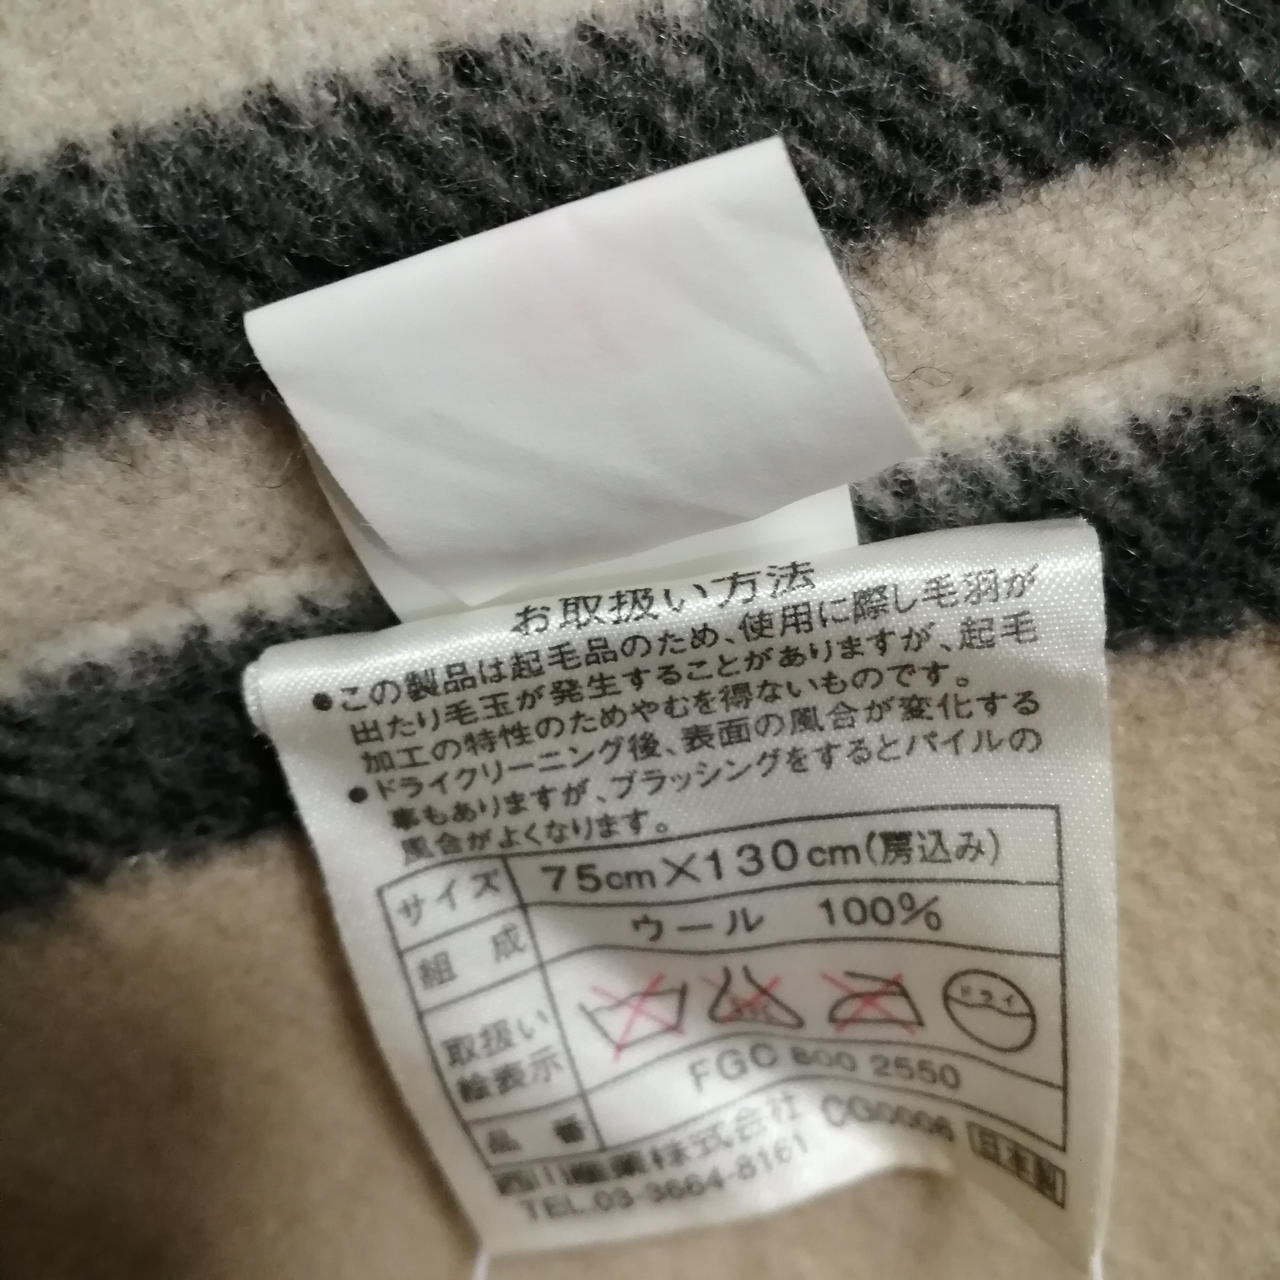 お取扱い方法
●この製品は起毛品のため、使用に際し毛羽が
出たり毛玉が発生することがありますが、起毛
加工の特性のためやむを得ないものです。
●ドライクリーニング後、表面の風合が変化する
事もありますが、ブラッシングをするとパイルの
風合がよくなります。
サイズ 75cm×130cm(房込み)
組成 ウール 100%
取扱い
絵表示 ドライ
品番 FGC 800 2550
西川産業株式会社 CG0006 日本製
TEL.03-3664-8161